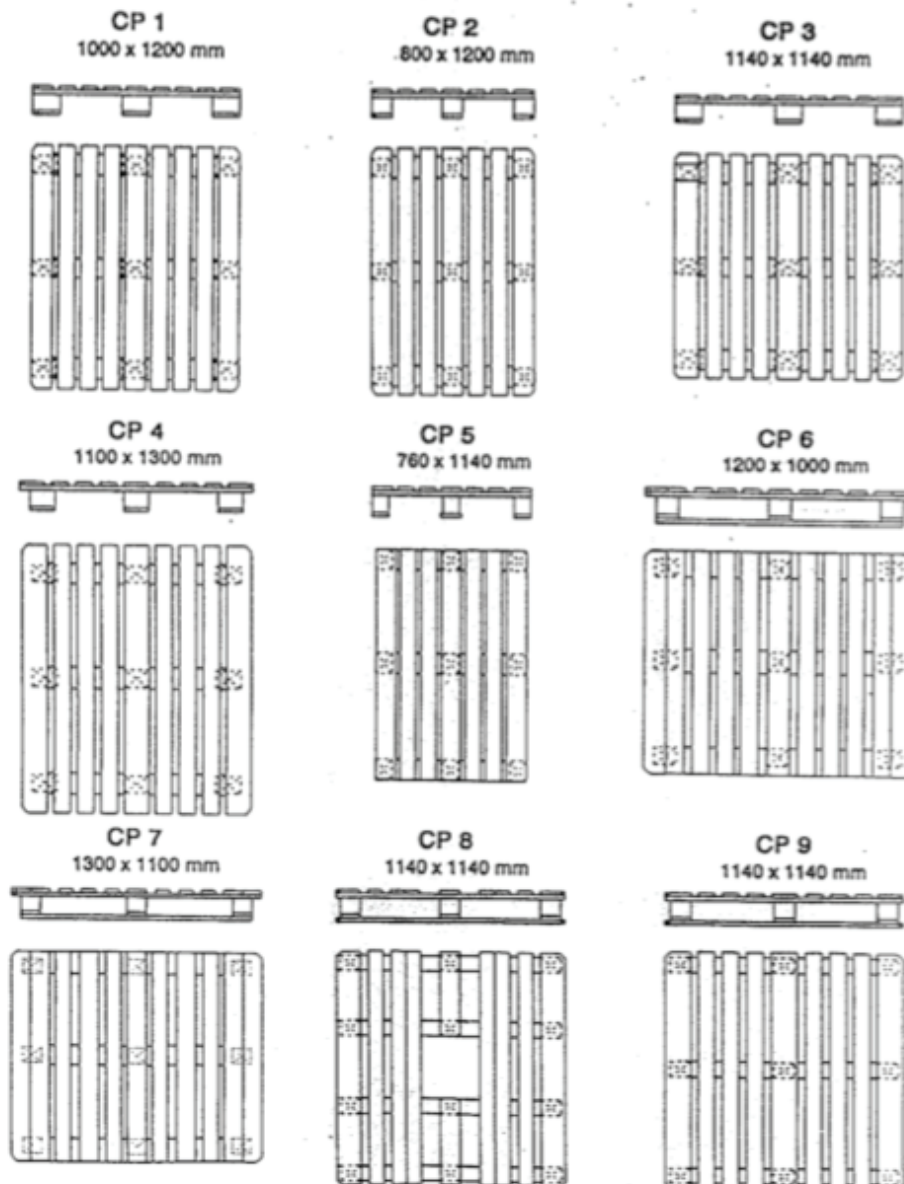 CP 1
1000 x 1200 mm
CP 2
800 x 1200 mm
CP 3
1140 x 1140 mm
CP 4
1100 x 1300 mm
CP 5
760 x 1140 mm
CP 6
1200 x 1000 mm
CP 7
1300 x 1100 mm
CP 8
1140 x 1140 mm
CP 9
1140 x 1140 mm